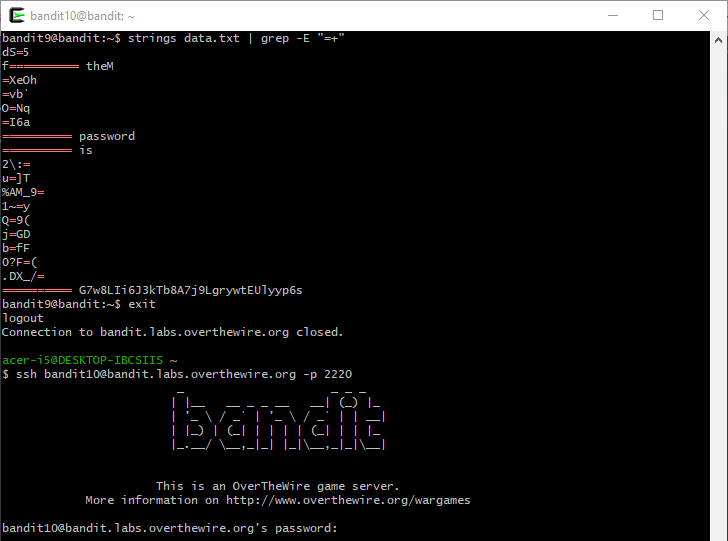 bandit10@bandit: ~
bandit9@bandit:~$ strings data.txt | grep -E "=+"
dS=5
f========== theM
=XeOh
=vb`
O=Nq
=I6a
========== password
========== is
2\:=
u=]T
%AM_9=
1~=y
Q=9(
j=GD
b=fF
O?F=(
.DX_/=
========== G7w8LIi6J3kTb8A7j9LgrywtEUlyyp6s
bandit9@bandit:~$ exit
logout
Connection to bandit.labs.overthewire.org closed.
acer-i5@DESKTOP-IBCSIIS ~
$ ssh bandit10@bandit.labs.overthewire.org -p 2220
bandit
This is an OverTheWire game server.
More information on http://www.overthewire.org/wargames
bandit10@bandit.labs.overthewire.org's password: